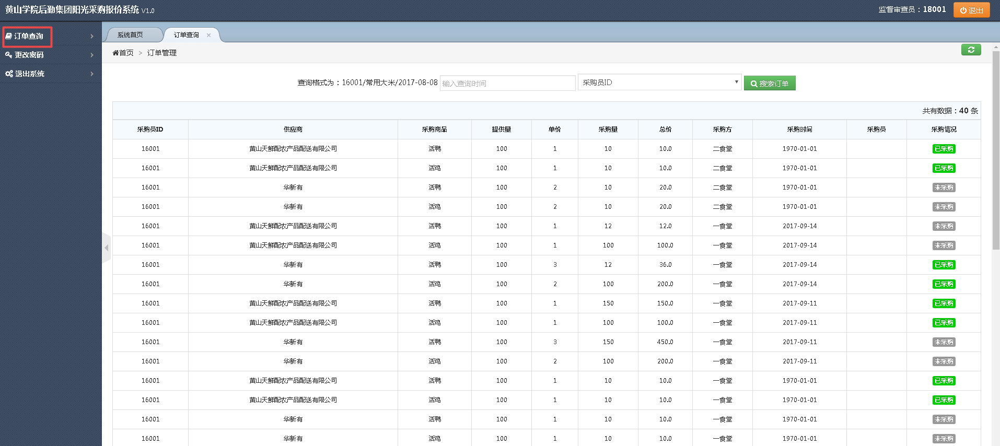 黄山学院后勤集团阳光采购报价系统 V1.0
监督审查员：18001 退出
订单查询
更改密码
退出系统
系统首页 订单查询
首页 > 订单管理
查询格式为：16001/常用大米/2017-08-08 输入查询时间 采购员ID 搜索订单
共有数据：40 条
采购员ID 供应商 采购商品 提供量 单价 采购量 总价 采购方 采购时间 采购员 采购情况
16001 黄山天鲜配农产品配送有限公司 活鸭 100 1 10 10.0 二食堂 1970-01-01 已采购
16001 黄山天鲜配农产品配送有限公司 活鸡 100 1 10 10.0 二食堂 1970-01-01 已采购
16001 华新有 活鸭 100 2 10 20.0 二食堂 1970-01-01 未采购
16001 华新有 活鸡 100 2 10 20.0 二食堂 1970-01-01 未采购
16001 黄山天鲜配农产品配送有限公司 活鸭 100 1 12 12.0 一食堂 2017-09-14 未采购
16001 黄山天鲜配农产品配送有限公司 活鸡 100 1 100 100.0 一食堂 2017-09-14 未采购
16001 华新有 活鸭 100 3 12 36.0 一食堂 2017-09-14 已采购
16001 华新有 活鸡 100 2 100 200.0 一食堂 2017-09-14 已采购
16001 黄山天鲜配农产品配送有限公司 活鸭 100 1 150 150.0 一食堂 2017-09-11 已采购
16001 黄山天鲜配农产品配送有限公司 活鸡 100 1 100 100.0 一食堂 2017-09-11 已采购
16001 华新有 活鸭 100 3 150 450.0 一食堂 2017-09-11 未采购
16001 华新有 活鸡 100 2 100 200.0 一食堂 2017-09-11 未采购
16001 黄山天鲜配农产品配送有限公司 活鸭 100 1 10 10.0 一食堂 1970-01-01 已采购
16001 黄山天鲜配农产品配送有限公司 活鸡 100 1 10 10.0 一食堂 1970-01-01 已采购
16001 华新有 活鸭 100 1 10 10.0 一食堂 1970-01-01 未采购
16001 华新有 活鸡 100 1 10 10.0 一食堂 1970-01-01 未采购